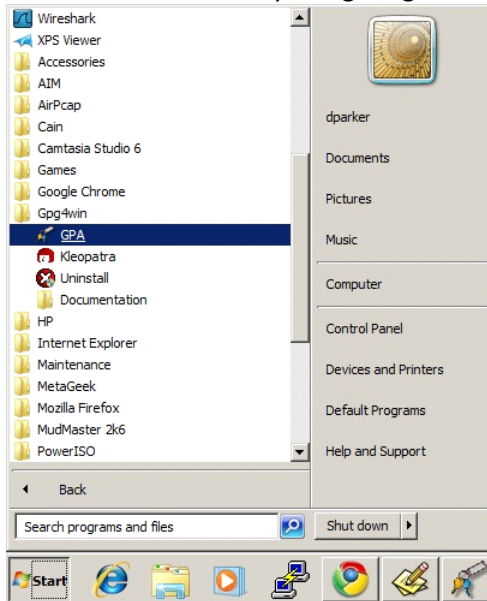 Wireshark
XPS Viewer
Accessories
AIM
AirPcap
Cain
Camtasia Studio 6
Games
Google Chrome
Gpg4win
GPA
Kleopatra
Uninstall
Documentation
HP
Internet Explorer
Maintenance
MetaGeek
Mozilla Firefox
MudMaster 2k6
PowerISO
Back
Search programs and files
dparker
Documents
Pictures
Music
Computer
Control Panel
Devices and Printers
Default Programs
Help and Support
Shut down
Start